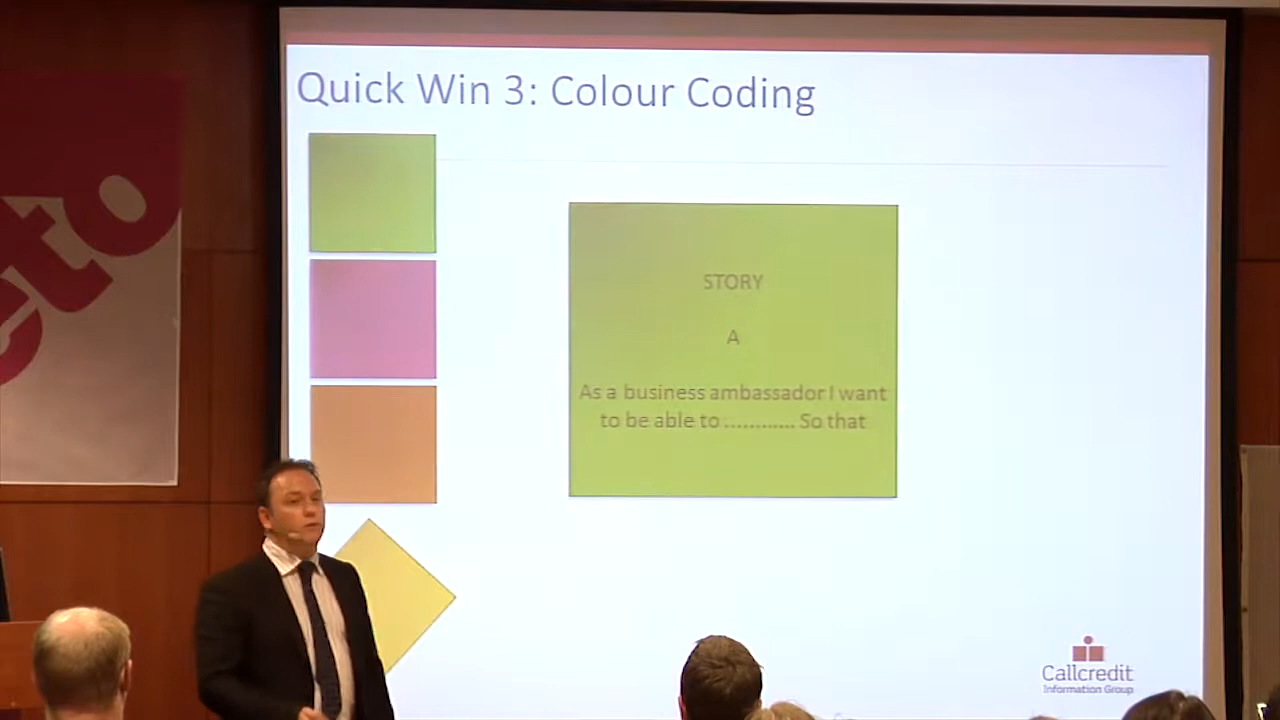 Quick Win 3: Colour Coding
STORY
A
As a business ambassador I want
to be able to ............ So that
Callcredit
Information Group
eto